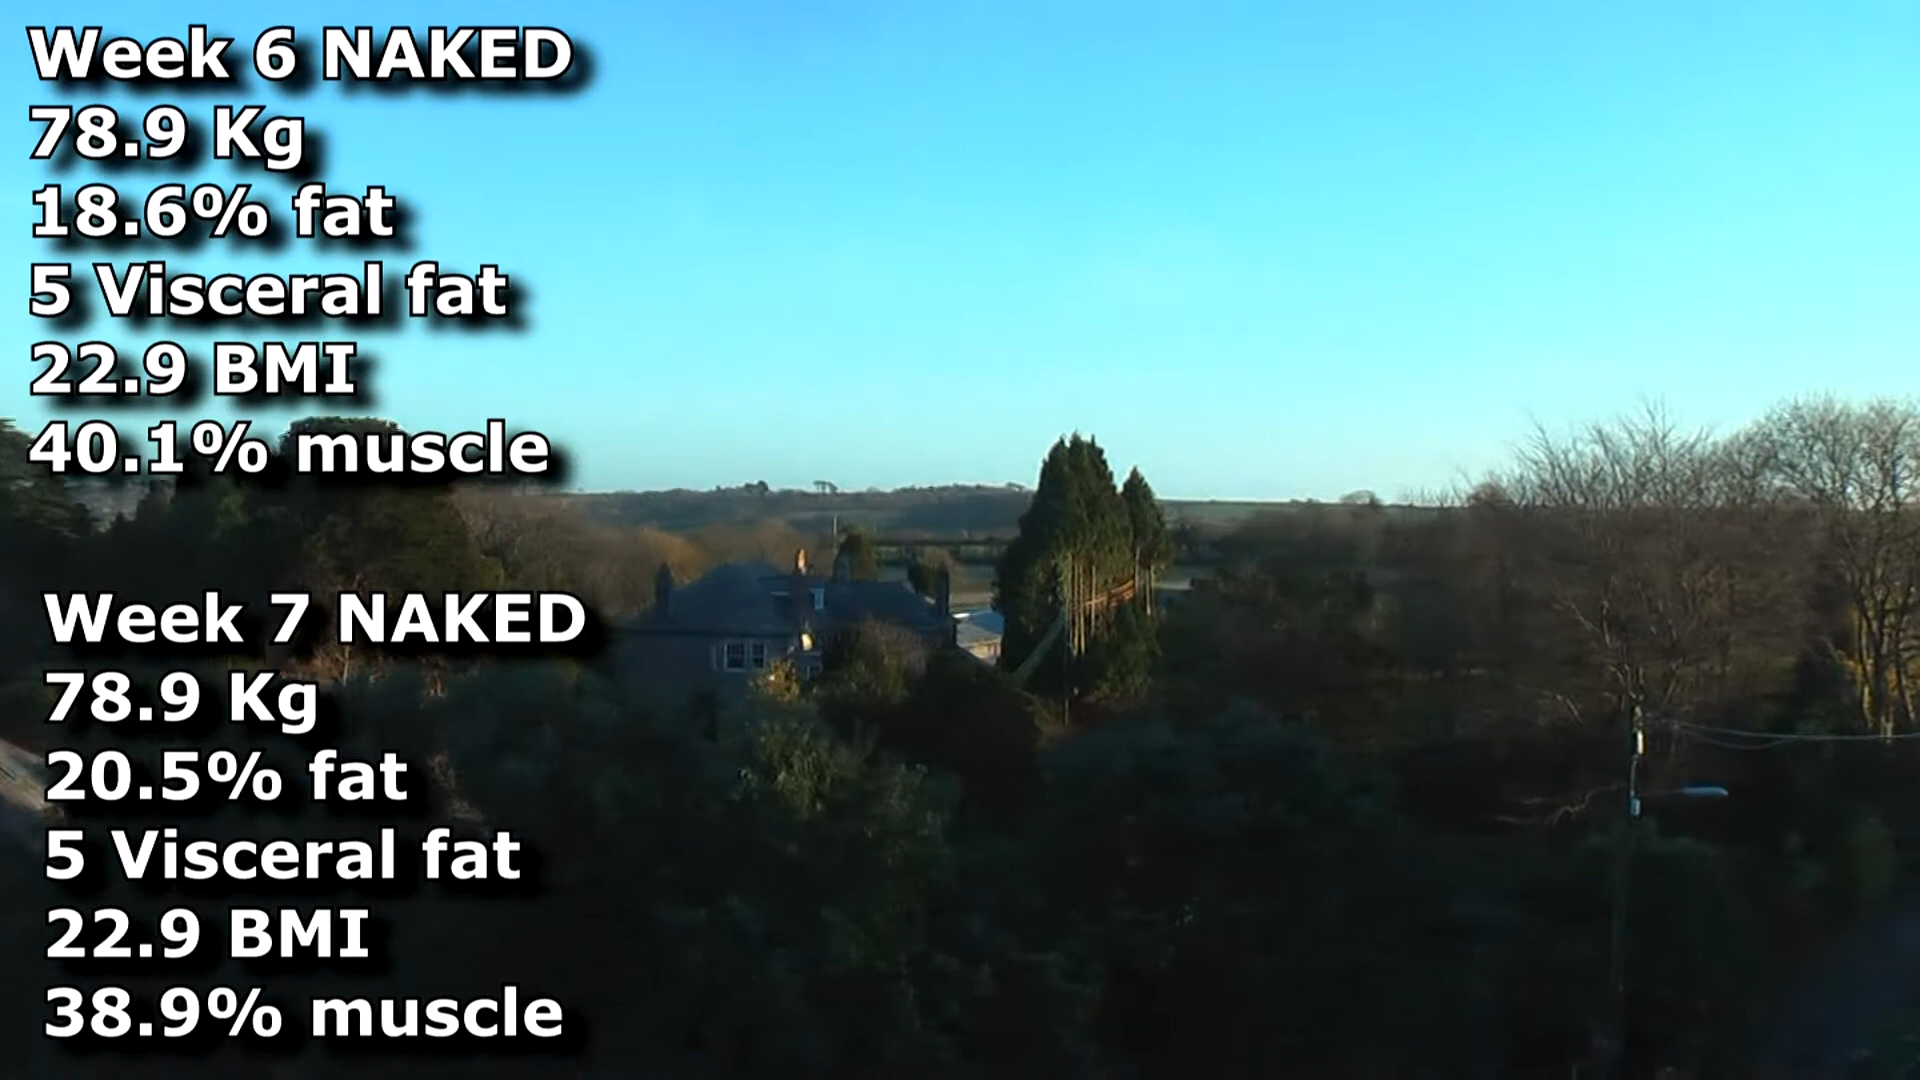 Week 6 NAKED
78.9 Kg
18.6% fat
5 Visceral fat
22.9 BMI
40.1% muscle
Week 7 NAKED
78.9 Kg
20.5% fat
5 Visceral fat
22.9 BMI
38.9% muscle